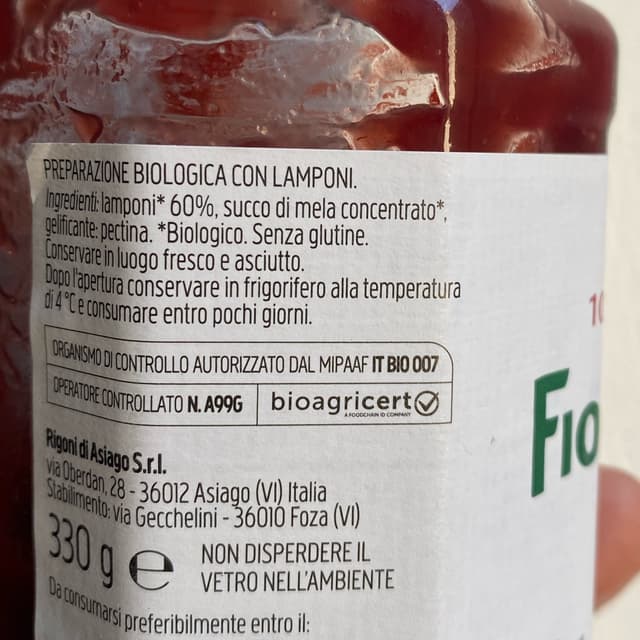 PREPARAZIONE BIOLOGICA CON LAMPONI.
Ingredienti: lamponi* 60%, succo di mela concentrato*,
gelificante: pectina. *Biologico. Senza glutine.
Conservare in luogo fresco e asciutto.
Dopo l'apertura conservare in frigorifero alla temperatura
di 4 °C e consumare entro pochi giorni.
ORGANISMO DI CONTROLLO AUTORIZZATO DAL MIPAAF IT BIO 007
OPERATORE CONTROLLATO N. A99G
bioagricert
A FOODCHAIN ID COMPANY
Rigoni di Asiago S.r.l.
via Oberdan, 28 - 36012 Asiago (VI) Italia
Stabilimento: via Gecchelini - 36010 Foza (VI)
330 g e
NON DISPERDERE IL
VETRO NELL'AMBIENTE
Da consumarsi preferibilmente entro il:
10
Fio